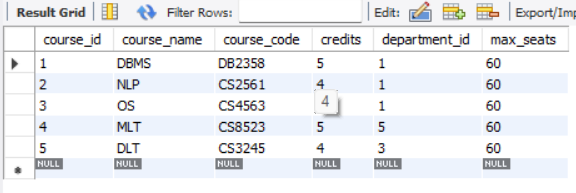 Result Grid Filter Rows: Edit: Export/Imp
course_id course_name course_code credits department_id max_seats
1 DBMS DB2358 5 1 60
2 NLP CS2561 4 1 60
3 OS CS4563 4 1 60
4 MLT CS8523 5 5 60
5 DLT CS3245 4 3 60
NULL NULL NULL NULL NULL NULL